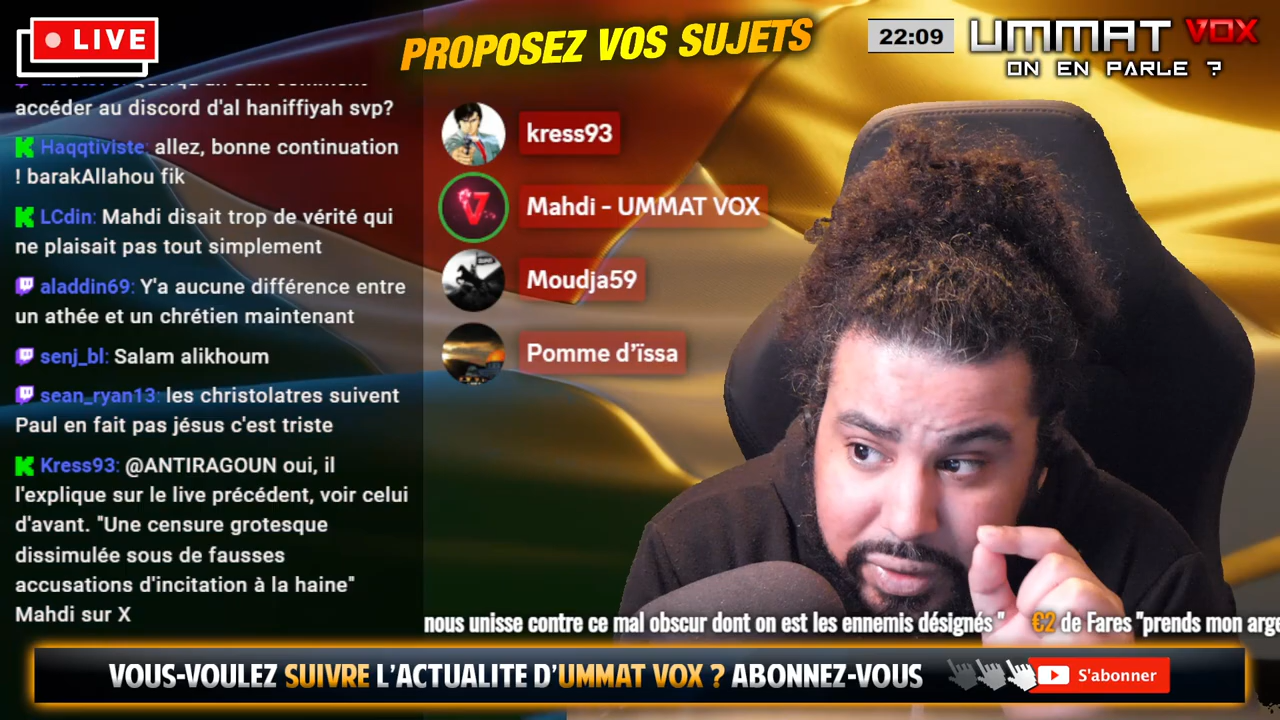 LIVE
PROPOSEZ VOS SUJETS
22:09
UMMAT VOX
ON EN PARLE ?
accéder au discord d'al haniffiyah svp?
Haqqtiviste: allez, bonne continuation
! barakAllahou fik
LCdin: Mahdi disait trop de vérité qui
ne plaisait pas tout simplement
aladdin69: Y'a aucune différence entre
un athée et un chrétien maintenant
senj_bl: Salam alikhoum
sean_ryan13: les christolatres suivent
Paul en fait pas jésus c'est triste
Kress93: @ANTIRAGOUN oui, il
l'explique sur le live précédent, voir celui
d'avant. "Une censure grotesque
dissimulée sous de fausses
accusations d'incitation à la haine"
Mahdi sur X
kress93
Mahdi - UMMAT VOX
Moudja59
Pomme d'ïssa
nous unisse contre ce mal obscur dont on est les ennemis désignés " €2 de Fares "prends mon arge
VOUS-VOULEZ SUIVRE L'ACTUALITE D'UMMAT VOX ? ABONNEZ-VOUS
S'abonner